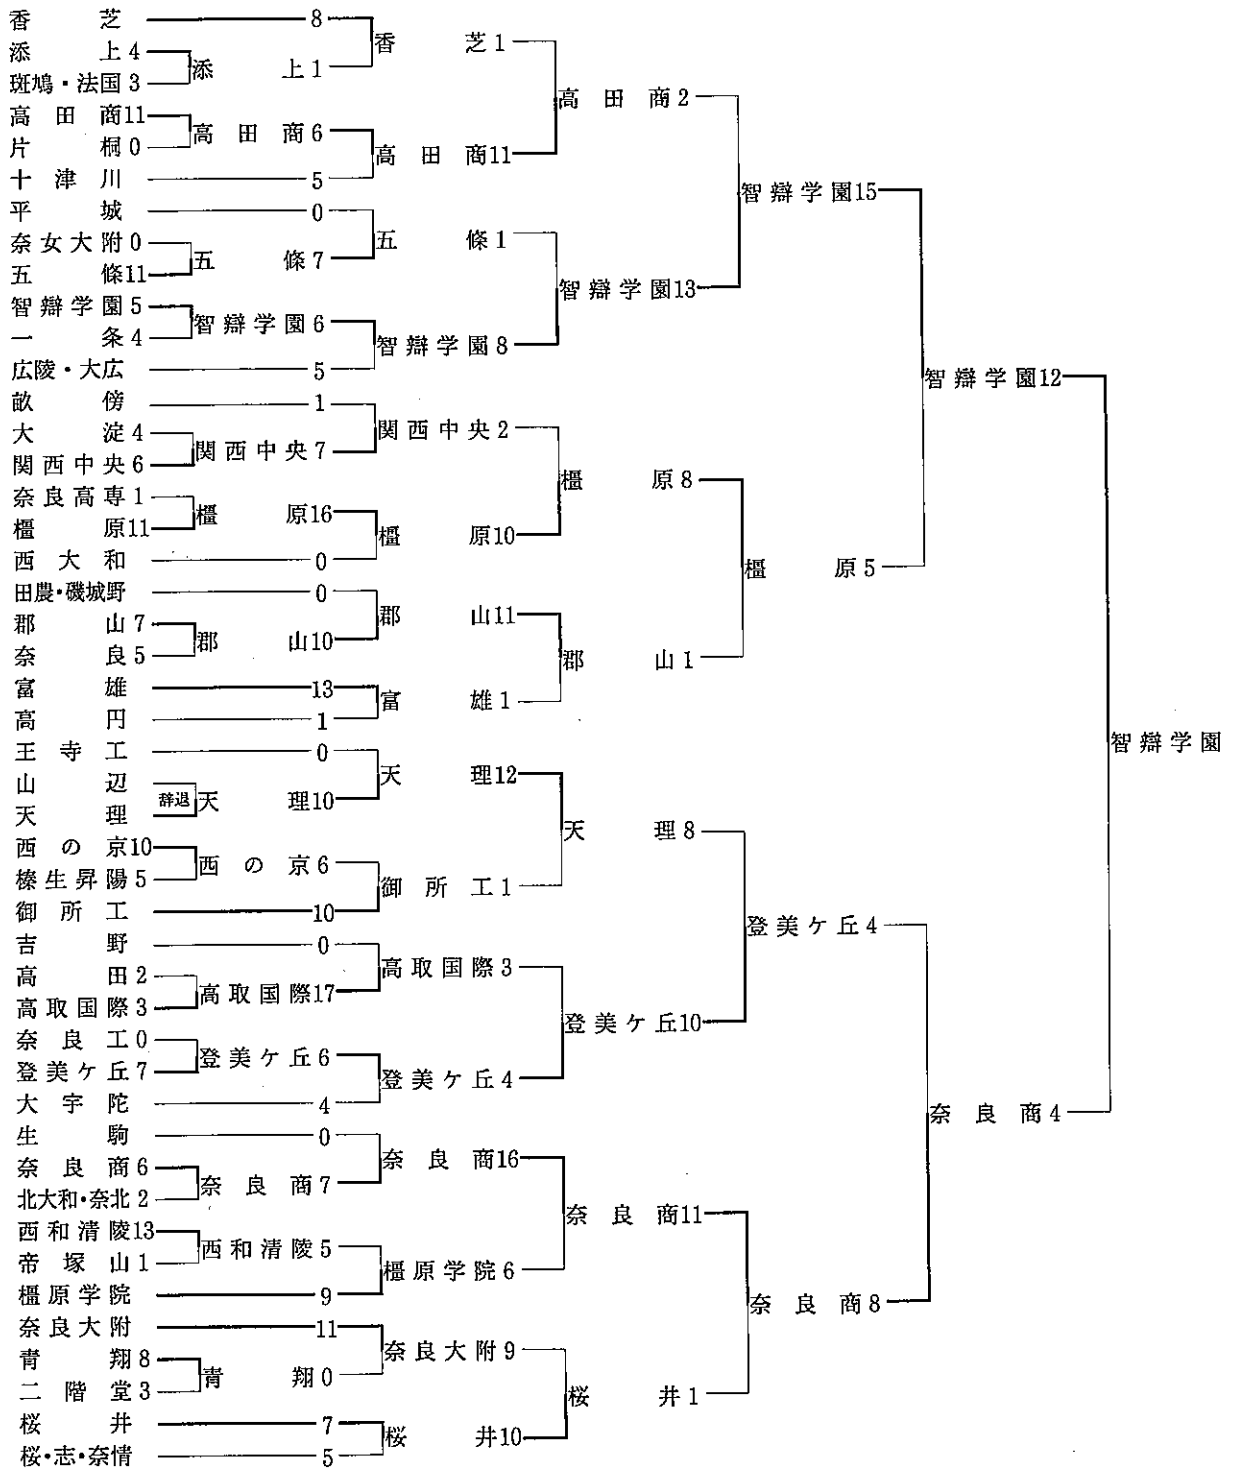 香芝 8
添上 4
斑鳩・法国 3
高田商 11
片桐 0
十津川 5
平城 0
奈女大附 0
五條 11
智辯学園 5
一条 4
広陵・大広 5
畝傍 1
大淀 4
関西中央 6
奈良高専 1
橿原 11
西大和 0
田農・磯城野 0
郡山 7
奈良 5
富雄 13
高円 1
王寺工 0
山辺
辞退
天理
西の京 10
榛生昇陽 5
御所工 10
吉野 0
高田 2
高取国際 3
奈良工 0
登美ケ丘 7
大宇陀 4
生駒 0
奈良商 6
北大和・奈北 2
西和清陵 13
帝塚山 1
橿原学院 9
奈良大附 11
青翔 8
二階堂 3
桜井 7
桜・志・奈情 5
添上 1
高田商 6
五條 7
智辯学園 6
関西中央 7
橿原 16
郡山 10
天理 10
西の京 6
高取国際 17
登美ケ丘 6
奈良商 7
西和清陵 5
青翔 0
香芝 1
高田商 11
五條 1
智辯学園 8
関西中央 2
橿原 10
郡山 11
富雄 1
天理 12
御所工 1
高取国際 3
登美ケ丘 4
奈良商 16
橿原学院 6
奈良大附 9
桜井 10
高田商 2
智辯学園 13
橿原 8
郡山 1
天理 8
登美ケ丘 10
奈良商 11
桜井 1
智辯学園 15
橿原 5
登美ケ丘 4
奈良商 8
智辯学園 12
奈良商 4
智辯学園